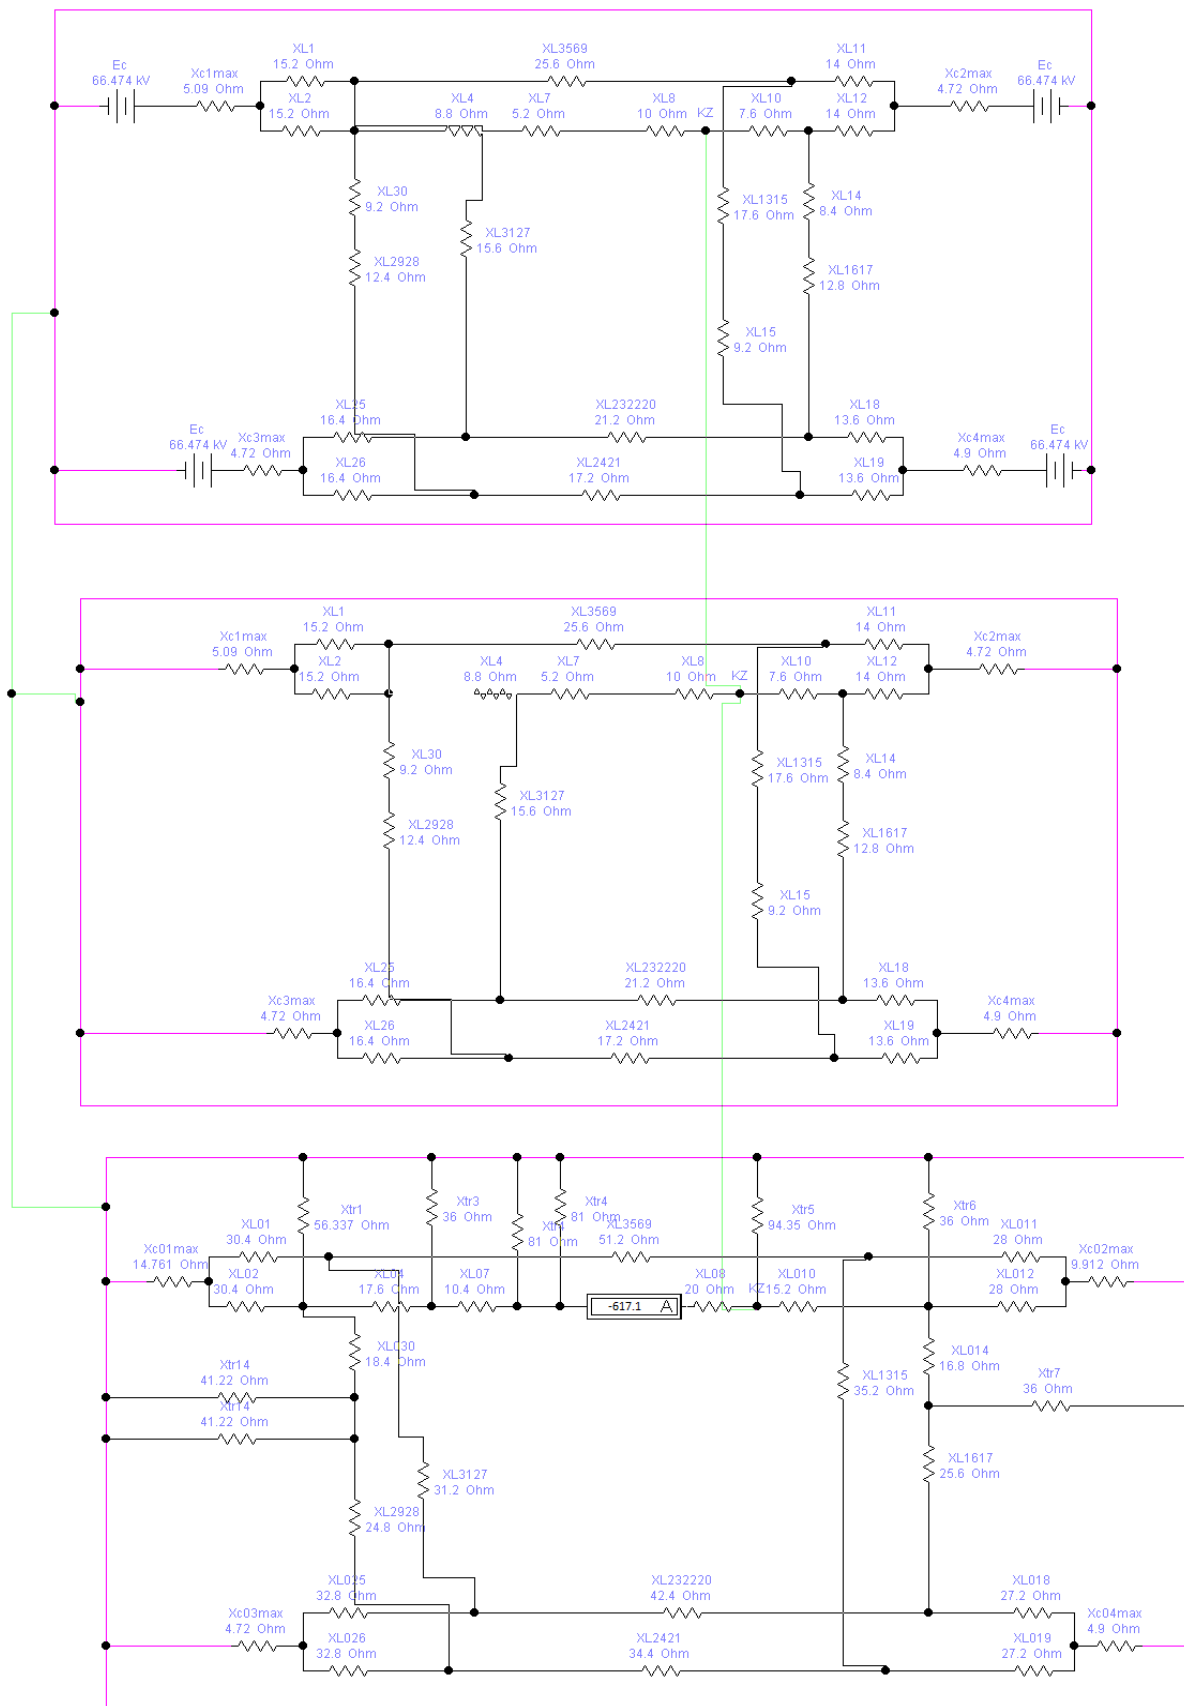 XL1
15.2 Ohm
XL3569
25.6 Ohm
XL11
14 Ohm
Ec
66.474 kV
Xc1max
5.09 Ohm
XL2
15.2 Ohm
XL4
8.8 Ohm
XL7
5.2 Ohm
XL8
10 Ohm
KZ
XL10
7.6 Ohm
XL12
14 Ohm
Xc2max
4.72 Ohm
Ec
66.474 kV
XL30
9.2 Ohm
XL3127
15.6 Ohm
XL1315
17.6 Ohm
XL14
8.4 Ohm
XL2928
12.4 Ohm
XL1617
12.8 Ohm
XL15
9.2 Ohm
XL25
16.4 Ohm
XL232220
21.2 Ohm
XL18
13.6 Ohm
Ec
66.474 kV
Xc3max
4.72 Ohm
XL26
16.4 Ohm
XL2421
17.2 Ohm
XL19
13.6 Ohm
Xc4max
4.9 Ohm
Ec
66.474 kV
XL1
15.2 Ohm
XL3569
25.6 Ohm
XL11
14 Ohm
Xc1max
5.09 Ohm
XL2
15.2 Ohm
XL4
8.8 Ohm
XL7
5.2 Ohm
XL8
10 Ohm
KZ
XL10
7.6 Ohm
XL12
14 Ohm
Xc2max
4.72 Ohm
XL30
9.2 Ohm
XL3127
15.6 Ohm
XL1315
17.6 Ohm
XL14
8.4 Ohm
XL2928
12.4 Ohm
XL1617
12.8 Ohm
XL15
9.2 Ohm
XL25
16.4 Ohm
XL232220
21.2 Ohm
XL18
13.6 Ohm
Xc3max
4.72 Ohm
XL26
16.4 Ohm
XL2421
17.2 Ohm
XL19
13.6 Ohm
Xc4max
4.9 Ohm
Xtr1
56.337 Ohm
Xtr3
36 Ohm
Xtr4
81 Ohm
Xtr4
81 Ohm
Xtr5
94.35 Ohm
Xtr6
36 Ohm
XL01
30.4 Ohm
XL3569
51.2 Ohm
XL011
28 Ohm
Xc01max
14.761 Ohm
XL02
30.4 Ohm
XL04
17.6 Ohm
XL07
10.4 Ohm
-617.1 A
XL08
20 Ohm
KZ
XL010
15.2 Ohm
XL012
28 Ohm
Xc02max
9.912 Ohm
XL030
18.4 Ohm
XL014
16.8 Ohm
Xtr14
41.22 Ohm
Xtr14
41.22 Ohm
XL1315
35.2 Ohm
Xtr7
36 Ohm
XL3127
31.2 Ohm
XL1617
25.6 Ohm
XL2928
24.8 Ohm
XL025
32.8 Ohm
XL232220
42.4 Ohm
XL018
27.2 Ohm
Xc03max
4.72 Ohm
XL026
32.8 Ohm
XL2421
34.4 Ohm
XL019
27.2 Ohm
Xc04max
4.9 Ohm